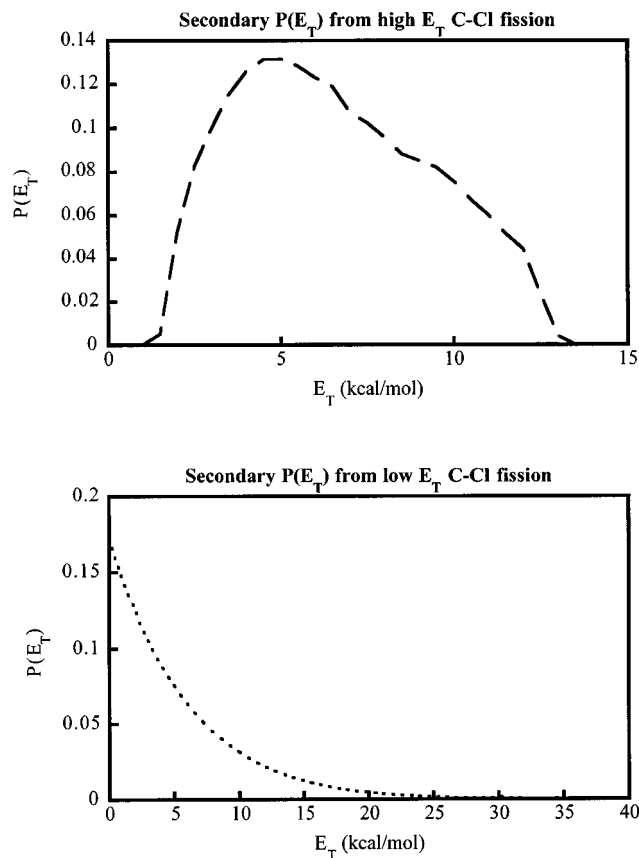 Secondary P(E_T) from high E_T C-Cl fission
0.14
0.12
0.1
0.08
0.06
0.04
0.02
0
P(E_T)
0 5 10 15
E_T (kcal/mol)
Secondary P(E_T) from low E_T C-Cl fission
0.2
0.15
0.1
0.05
0
P(E_T)
0 5 10 15 20 25 30 35 40
E_T (kcal/mol)